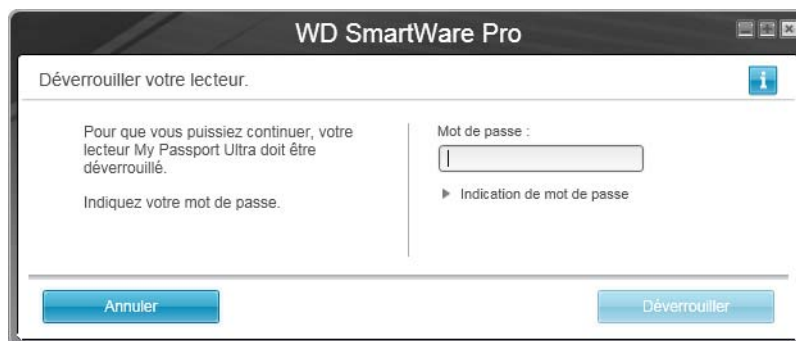 WD SmartWare Pro
Déverrouiller votre lecteur.
Pour que vous puissiez continuer, votre
lecteur My Passport Ultra doit être
déverrouillé.
Indiquez votre mot de passe.
Mot de passe :
Indication de mot de passe
Annuler
Déverrouiller